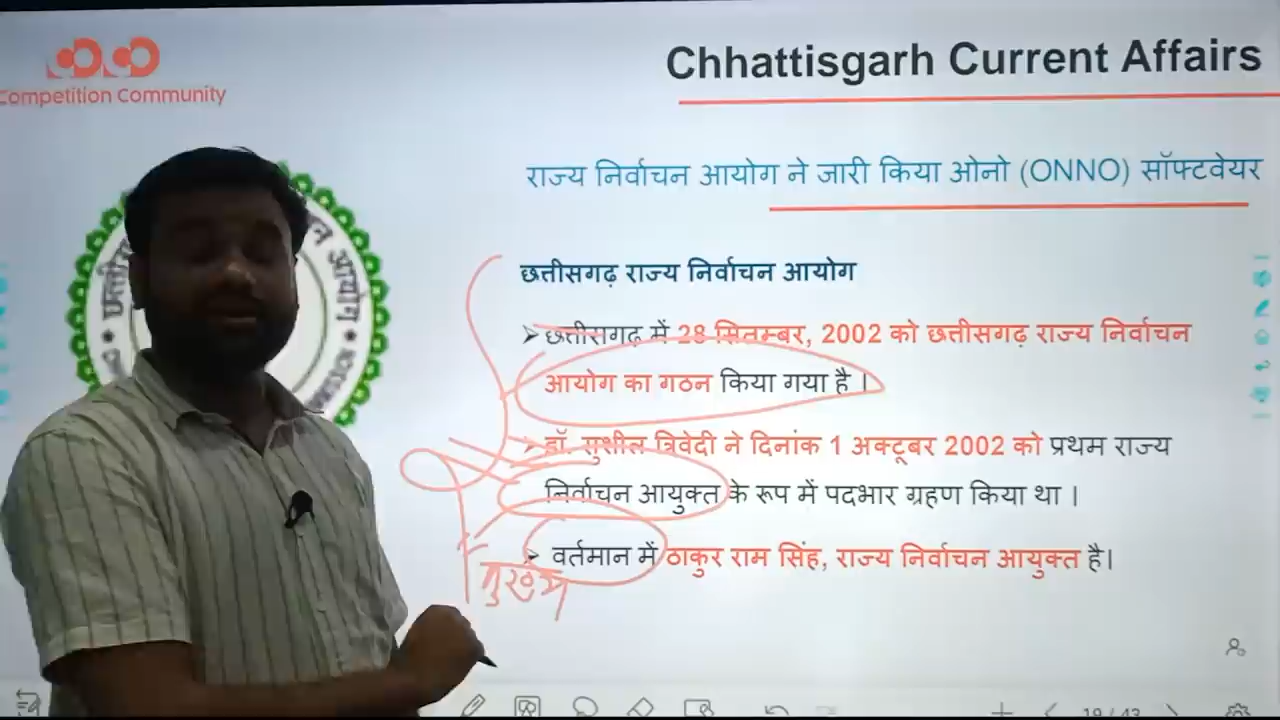 Competition Community
Chhattisgarh Current Affairs
राज्य निर्वाचन आयोग ने जारी किया ओनो (ONNO) सॉफ्टवेयर
छत्तीसगढ़ राज्य निर्वाचन आयोग
➢छत्तीसगढ़ में 28 सितम्बर, 2002 को छत्तीसगढ़ राज्य निर्वाचन
आयोग का गठन किया गया है ।
➢ डॉ. सुशील त्रिवेदी ने दिनांक 1 अक्टूबर 2002 को प्रथम राज्य
निर्वाचन आयुक्त के रूप में पदभार ग्रहण किया था ।
➢ वर्तमान में ठाकुर राम सिंह, राज्य निर्वाचन आयुक्त है।
मुख्य
19 / 43